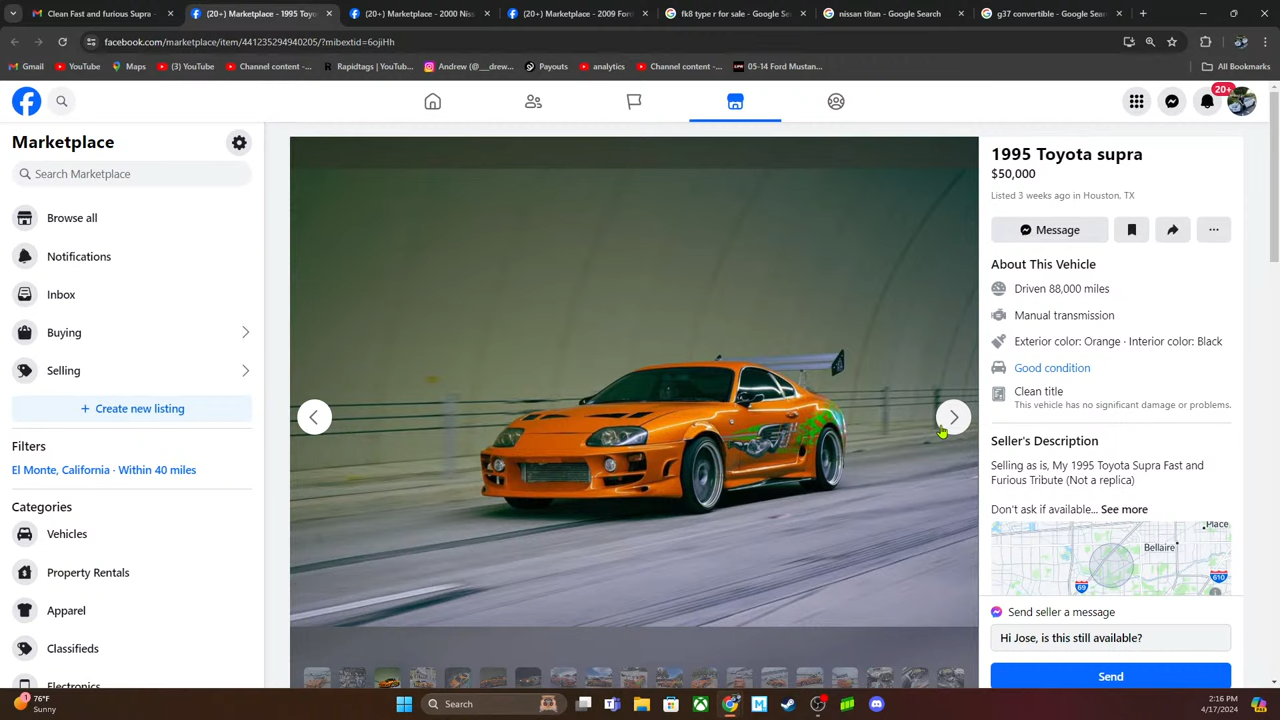 Clean Fast and furious Supra -
(20+) Marketplace - 1995 Toyo
(20+) Marketplace - 2000 Niss
(20+) Marketplace - 2009 Ford
fk8 type r for sale - Google Se
nissan titan - Google Search
g37 convertible - Google Searc
facebook.com/marketplace/item/441235294940205/?mibextid=6ojiHh
Gmail
YouTube
Maps
(3) YouTube
Channel content -...
Rapidtags | YouTub...
Andrew (@___drew...
Payouts
analytics
Channel content -...
05-14 Ford Mustan...
All Bookmarks
20+
Marketplace
Search Marketplace
Browse all
Notifications
Inbox
Buying
Selling
+ Create new listing
Filters
El Monte, California · Within 40 miles
Categories
Vehicles
Property Rentals
Apparel
Classifieds
Electronics
1995 Toyota supra
$50,000
Listed 3 weeks ago in Houston, TX
Message
About This Vehicle
Driven 88,000 miles
Manual transmission
Exterior color: Orange · Interior color: Black
Good condition
Clean title
This vehicle has no significant damage or problems.
Seller's Description
Selling as is, My 1995 Toyota Supra Fast and
Furious Tribute (Not a replica)
Don't ask if available... See more
Place
Bellaire
69
610
Send seller a message
Hi Jose, is this still available?
Send
76°F
Sunny
Search
2:16 PM
4/17/2024